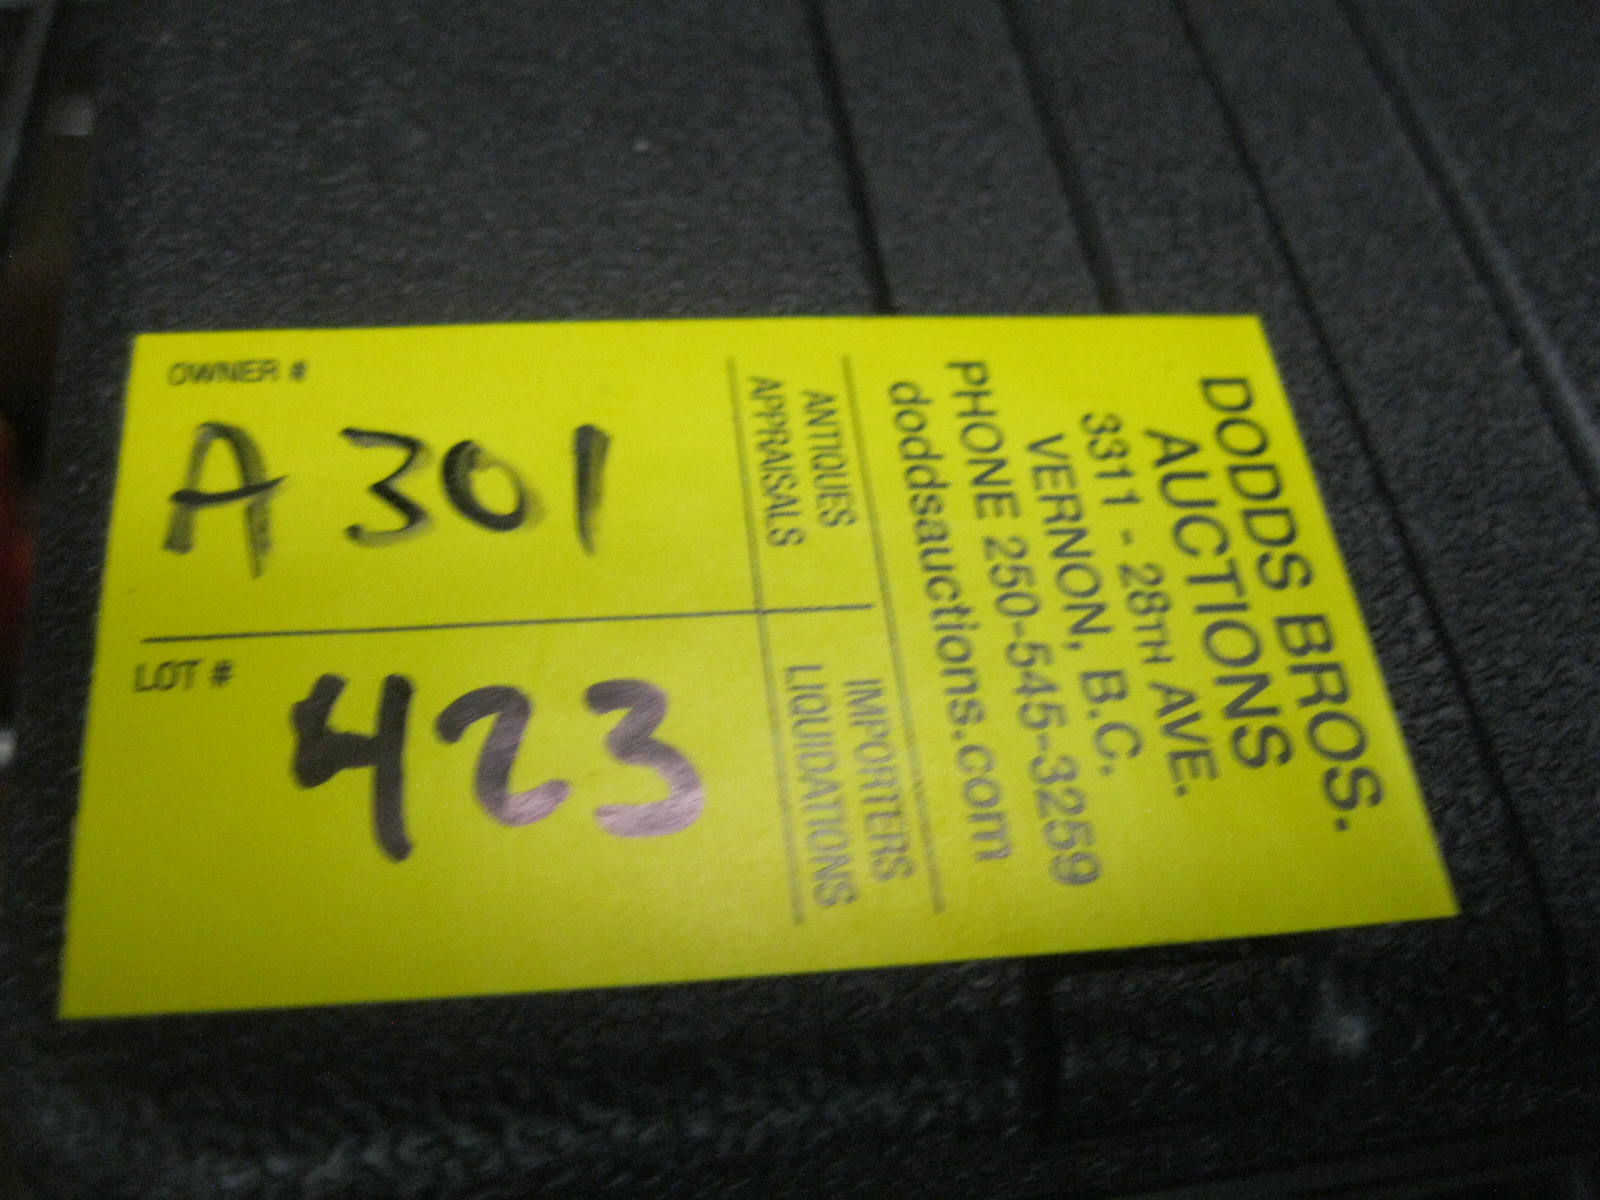 DODDS BROS.
AUCTIONS
3311 - 28TH AVE.
VERNON, B.C.
PHONE 250-545-3259
doddsauctions.com
ANTIQUES IMPORTERS
APPRAISALS LIQUIDATIONS
OWNER #
A301
LOT #
423